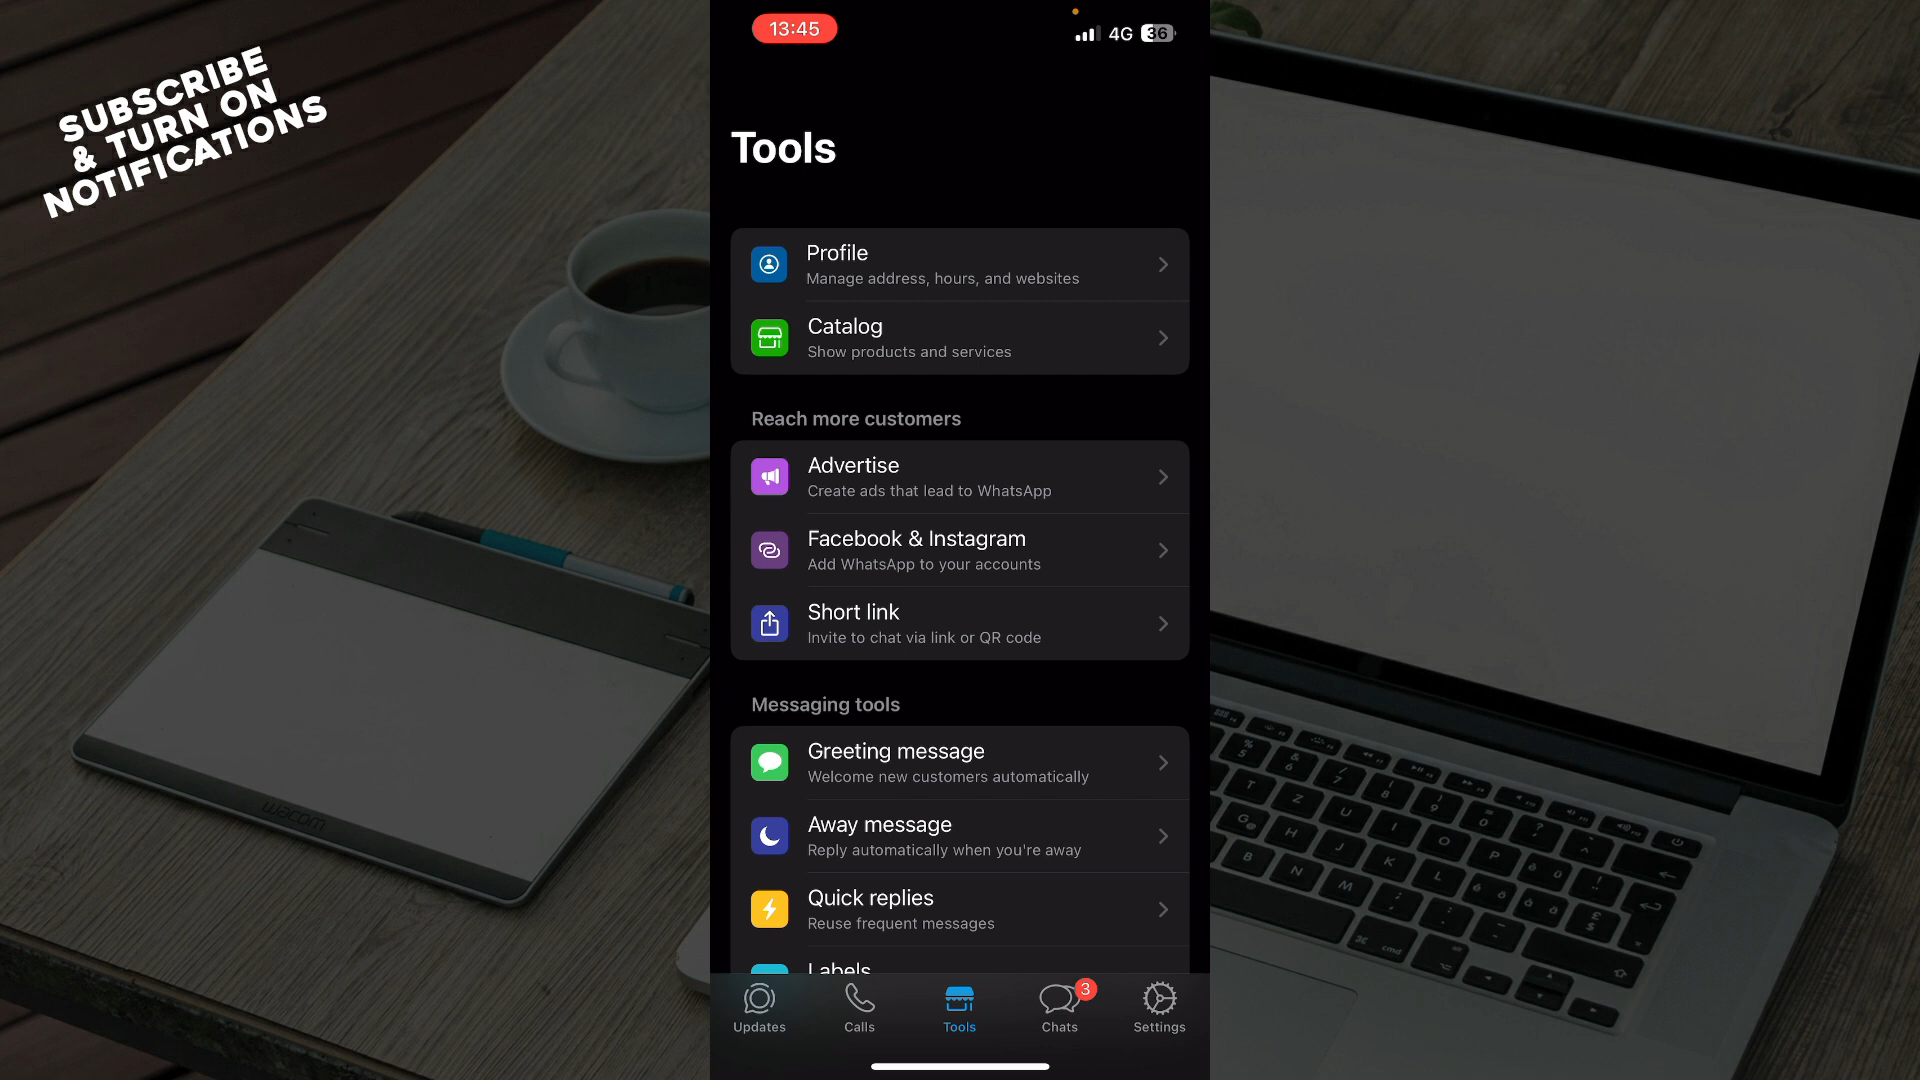 SUBSCRIBE
& TURN ON
NOTIFICATIONS
13:45
4G 36
Tools
Profile
Manage address, hours, and websites
Catalog
Show products and services
Reach more customers
Advertise
Create ads that lead to WhatsApp
Facebook & Instagram
Add WhatsApp to your accounts
Short link
Invite to chat via link or QR code
Messaging tools
Greeting message
Welcome new customers automatically
Away message
Reply automatically when you're away
Quick replies
Reuse frequent messages
Labels
3
Updates Calls Tools Chats Settings
wacom